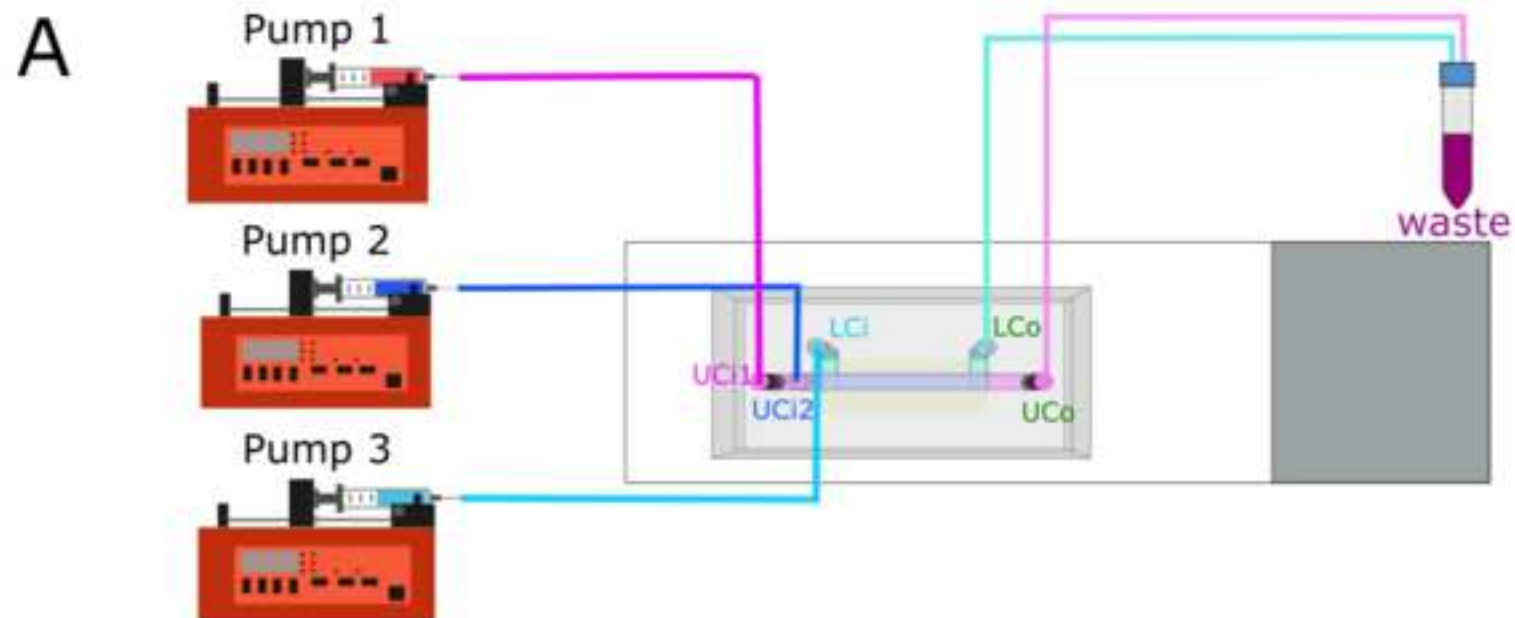 A
Pump 1
Pump 2
Pump 3
waste
LCi
LCo
UCi1
UCi2
UCo